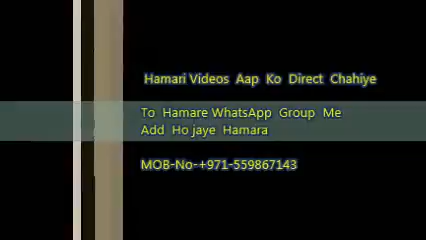 Hamari Videos Aap Ko Direct Chahiye
To Hamare WhatsApp Group Me
Add Ho jaye Hamara
MOB-No-+971-559867143